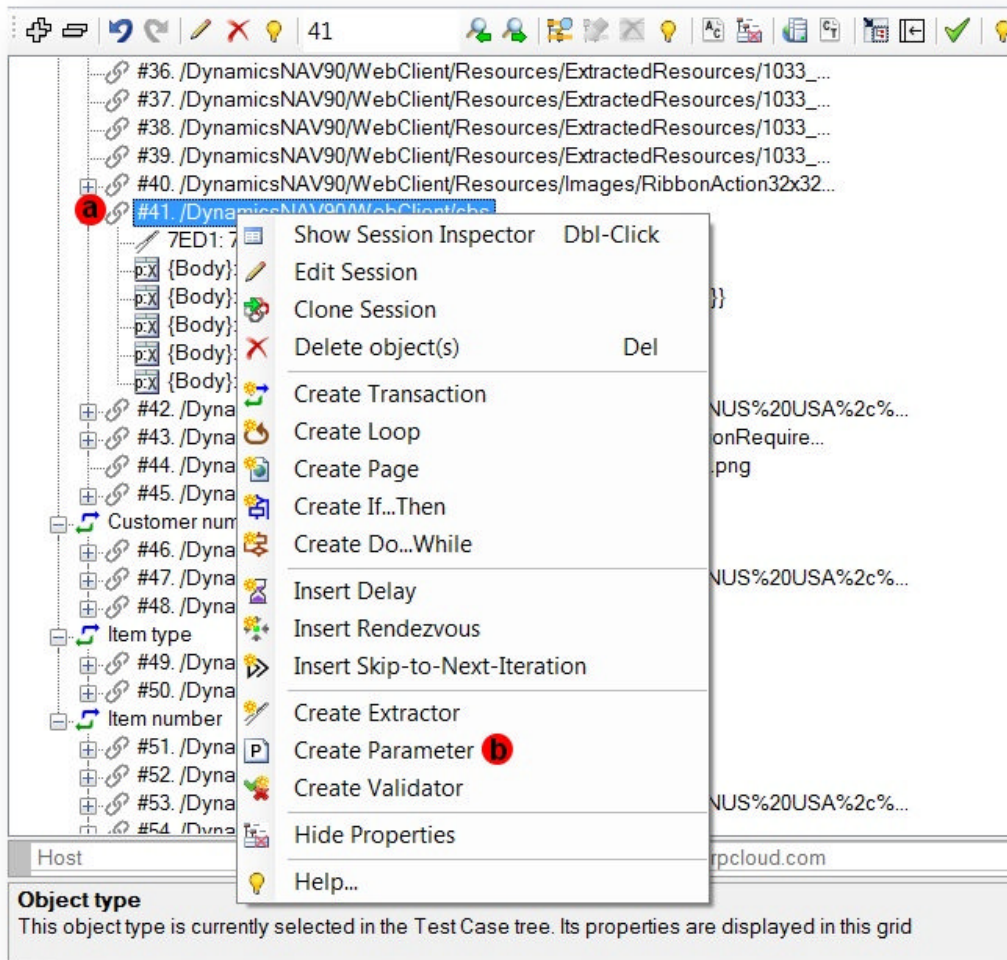 41
#36. /DynamicsNAV90/WebClient/Resources/ExtractedResources/1033_...
#37. /DynamicsNAV90/WebClient/Resources/ExtractedResources/1033_...
#38. /DynamicsNAV90/WebClient/Resources/ExtractedResources/1033_...
#39. /DynamicsNAV90/WebClient/Resources/ExtractedResources/1033_...
#40. /DynamicsNAV90/WebClient/Resources/Images/RibbonAction32x32...
a #41. /DynamicsNAV90/WebClient/cbs
7ED1: 7
p:X {Body}:
p:X {Body}: }}
p:X {Body}:
p:X {Body}:
p:X {Body}:
#42. /Dyna NUS%20USA%2c%...
#43. /Dyna onRequire...
#44. /Dyna .png
#45. /Dyna
Customer num
#46. /Dyna
#47. /Dyna NUS%20USA%2c%...
#48. /Dyna
Item type
#49. /Dyna
#50. /Dyna
Item number
#51. /Dyna
#52. /Dyna
#53. /Dyna NUS%20USA%2c%...
#54. /Dyna
Show Session Inspector Dbl-Click
Edit Session
Clone Session
Delete object(s) Del
Create Transaction
Create Loop
Create Page
Create If...Then
Create Do...While
Insert Delay
Insert Rendezvous
Insert Skip-to-Next-Iteration
Create Extractor
P Create Parameter b
Create Validator
Hide Properties
Help...
Host rpcloud.com
Object type
This object type is currently selected in the Test Case tree. Its properties are displayed in this grid